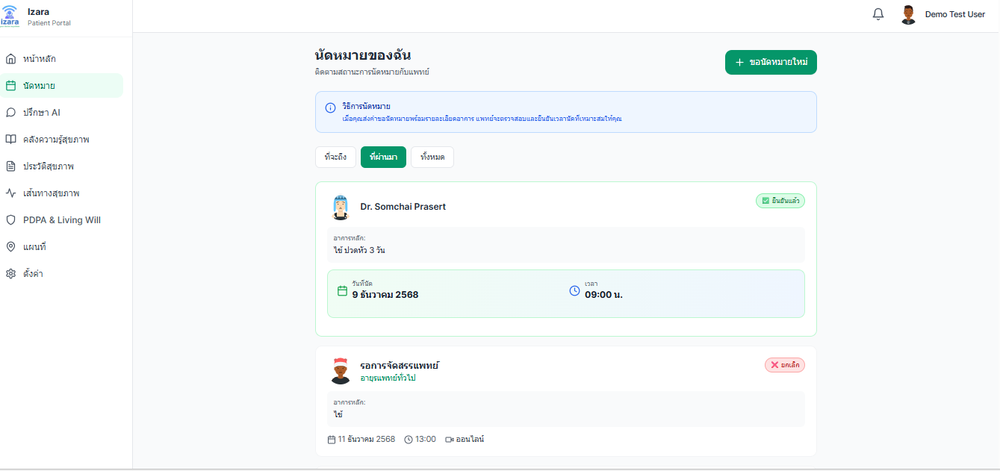 Izara
Patient Portal
izara
Demo Test User
หน้าหลัก
นัดหมาย
ปรึกษา AI
คลังความรู้สุขภาพ
ประวัติสุขภาพ
เส้นทางสุขภาพ
PDPA & Living Will
แผนที่
ตั้งค่า
นัดหมายของฉัน
ติดตามสถานะการนัดหมายกับแพทย์
ขอนัดหมายใหม่
วิธีการนัดหมาย
เมื่อคุณส่งคำขอนัดหมายพร้อมรายละเอียดอาการ แพทย์จะตรวจสอบและยืนยันเวลานัดที่เหมาะสมให้คุณ
ที่จะถึง
ที่ผ่านมา
ทั้งหมด
Dr. Somchai Prasert
ยืนยันแล้ว
อาการหลัก:
ไข้ ปวดหัว 3 วัน
วันที่นัด
9 ธันวาคม 2568
เวลา
09:00 น.
รอการจัดสรรแพทย์
อายุรแพทย์ทั่วไป
ยกเลิก
อาการหลัก:
ไข้
11 ธันวาคม 2568 13:00 ออนไลน์